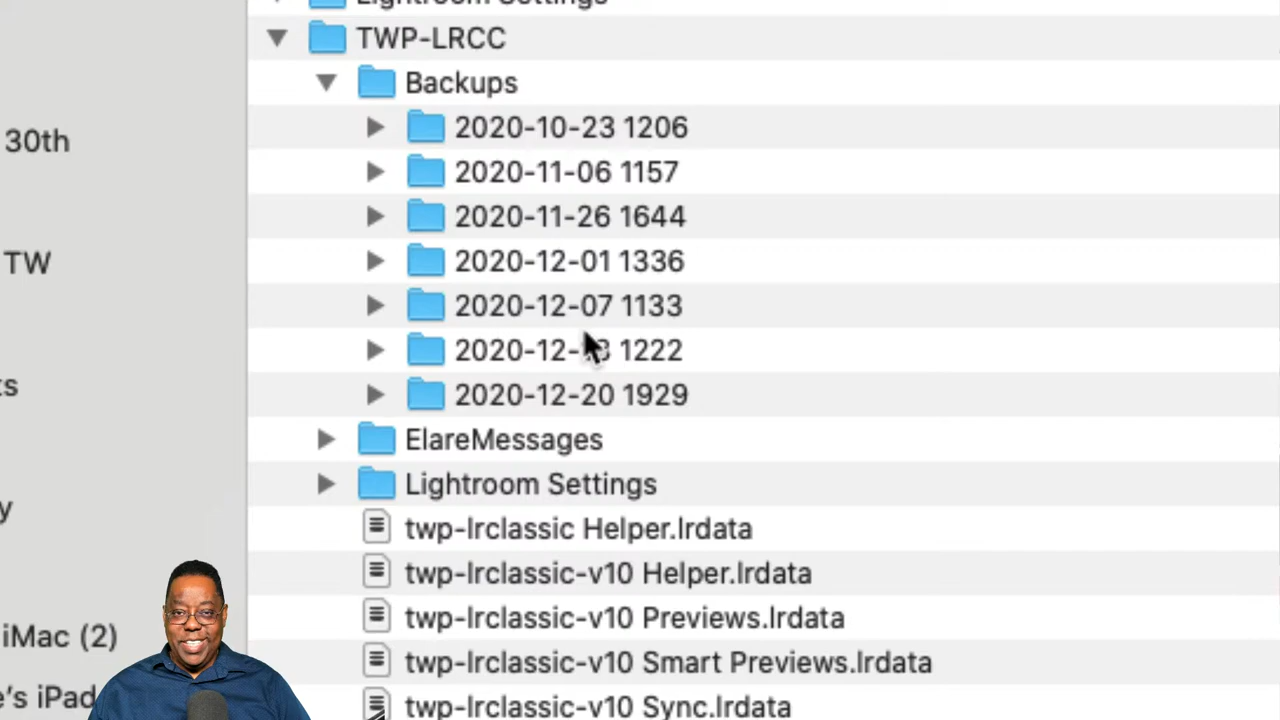 Lightroom Settings
TWP-LRCC
Backups
2020-10-23 1206
30th
2020-11-06 1157
2020-11-26 1644
TW
2020-12-01 1336
2020-12-07 1133
1222
2020-12-20 1929
ts
ElareMessages
Lightroom Settings
y
twp-lrclassic Helper.lrdata
twp-lrclassic-v10 Helper.lrdata
twp-lrclassic-v10 Previews.lrdata
iMac (2)
twp-lrclassic-v10 Smart Previews.lrdata
e's iPad
twp-lrclassic-v10 Sync.lrdata